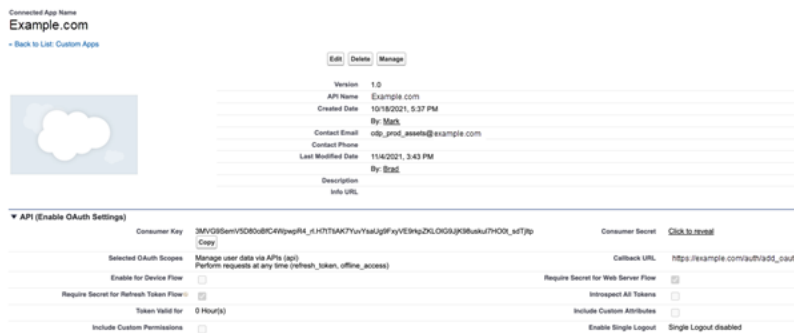 Connected App Name
Example.com
« Back to List: Custom Apps
Edit Delete Manage
Version 1.0
API Name Example.com
Created Date 10/18/2021, 5:37 PM
By: Mark
Contact Email cdp_prod_assets@example.com
Contact Phone
Last Modified Date 11/4/2021, 3:43 PM
By: Brad
Description
Info URL
▼ API (Enable OAuth Settings)
Consumer Key Consumer Secret Click to reveal
Copy
Selected OAuth Scopes Manage user data via APIs (api) Callback URL https://example.com/auth/add_oaut
Perform requests at any time (refresh_token, offline_access)
Enable for Device Flow Require Secret for Web Server Flow
Require Secret for Refresh Token Flow Introspect All Tokens
Token Valid for 0 Hour(s) Include Custom Attributes
Include Custom Permissions Enable Single Logout Single Logout disabled